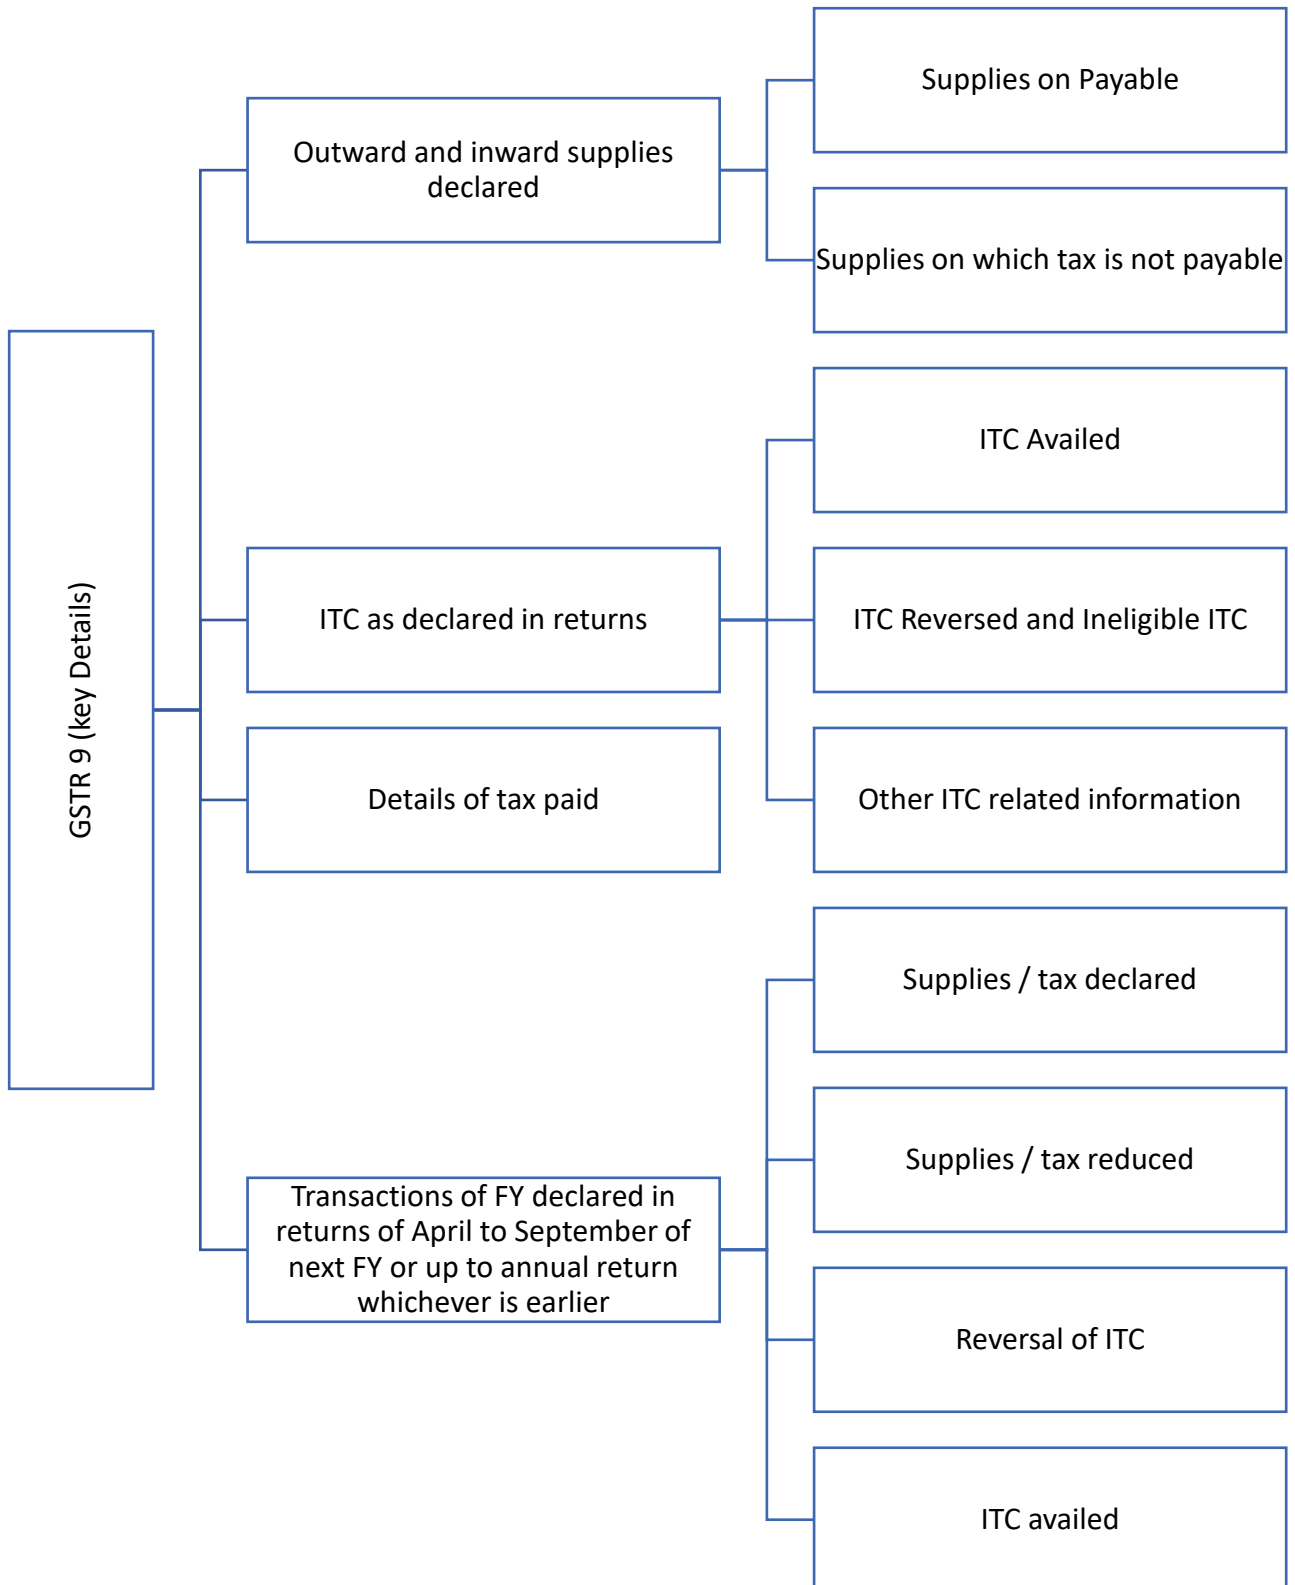 GSTR 9 (key Details)
Outward and inward supplies
declared
Supplies on Payable
Supplies on which tax is not payable
ITC as declared in returns
ITC Availed
ITC Reversed and Ineligible ITC
Other ITC related information
Details of tax paid
Transactions of FY declared in
returns of April to September of
next FY or up to annual return
whichever is earlier
Supplies / tax declared
Supplies / tax reduced
Reversal of ITC
ITC availed